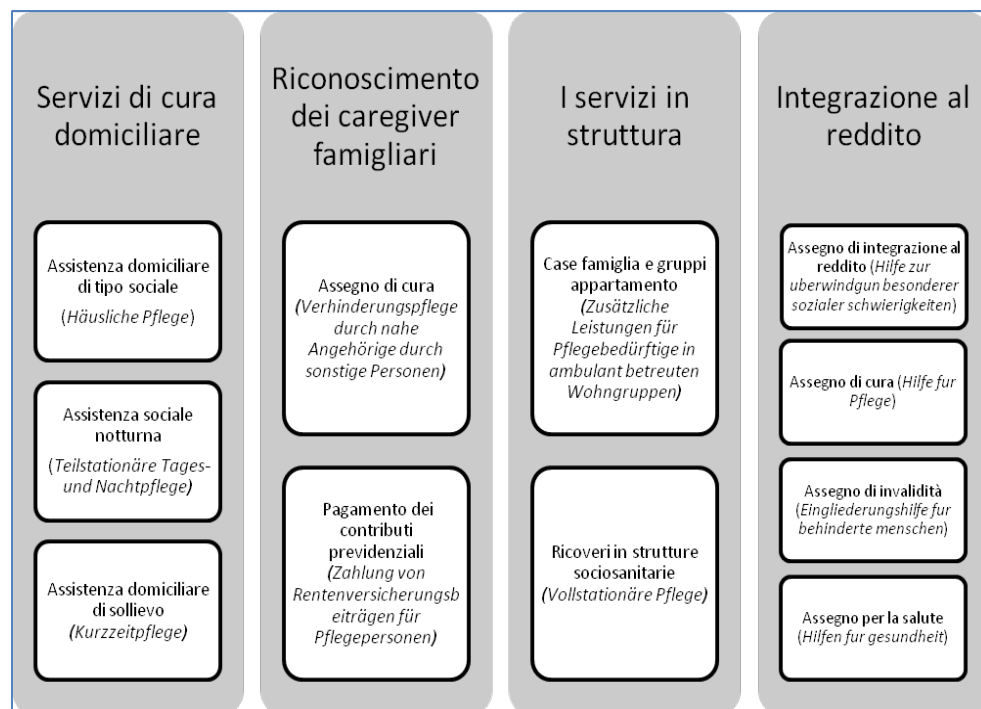 Servizi di cura
domiciliare
Assistenza domiciliare
di tipo sociale
(Häusliche Pflege)
Assistenza sociale
notturna
(Teilstationäre Tages-
und Nachtpflege)
Assistenza domiciliare
di sollievo
(Kurzzeitpflege)
Riconoscimento
dei caregiver
famigliari
Assegno di cura
(Verhinderungspflege
durch nahe
Angehörige durch
sonstige Personen)
Pagamento dei
contributi
previdenziali
(Zahlung von
Rentenversicherungsb
eiträgen für
Pflegepersonen)
I servizi in
struttura
Case famiglia e gruppi
appartamento
(Zusätzliche
Leistungen für
Pflegebedürftige in
ambulant betreuten
Wohngruppen)
Ricoveri in strutture
sociosanitarie
(Vollstationäre Pflege)
Integrazione al
reddito
Assegno di integrazione al
reddito (Hilfe zur
uberwindgun besonderer
sozialer schwierigkeiten)
Assegno di cura (Hilfe fur
Pflege)
Assegno di invalidità
(Eingliederungshilfe fur
behinderte menschen)
Assegno per la salute
(Hilfen fur gesundheit)